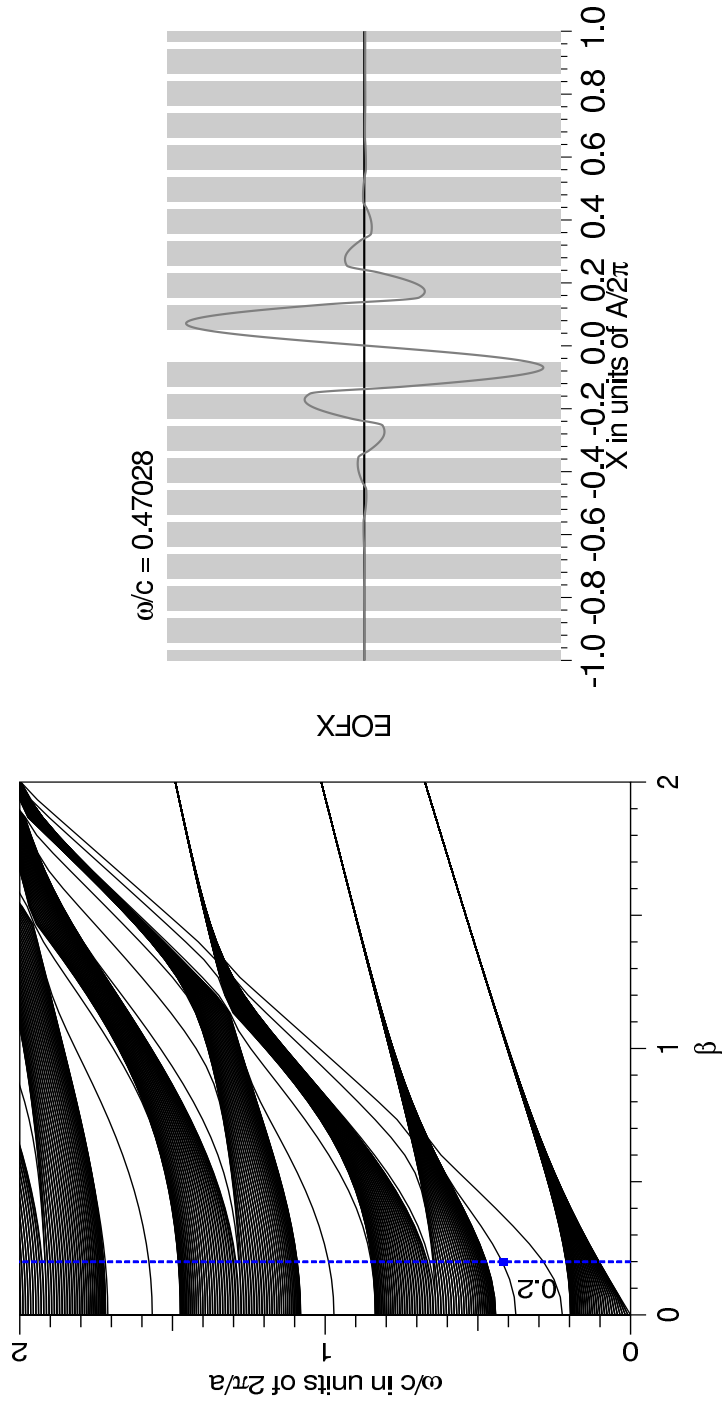 ω/c = 0.47028
EOFX
-1.0 -0.8 -0.6 -0.4 -0.2 0.0 0.2 0.4 0.6 0.8 1.0
X in units of A/2π
ω/c in units of 2π/a
2
1
0
0.2
0 1 2
β